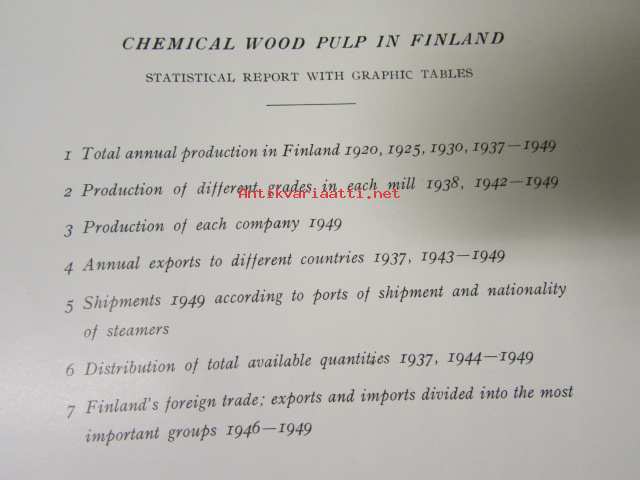 CHEMICAL WOOD PULP IN FINLAND
STATISTICAL REPORT WITH GRAPHIC TABLES
1 Total annual production in Finland 1920, 1925, 1930, 1937—1949
2 Production of different grades in each mill 1938, 1942—1949
Antikvariaatti.net
3 Production of each company 1949
4 Annual exports to different countries 1937, 1943—1949
5 Shipments 1949 according to ports of shipment and nationality
of steamers
6 Distribution of total available quantities 1937, 1944—1949
7 Finland's foreign trade; exports and imports divided into the most
important groups 1946—1949